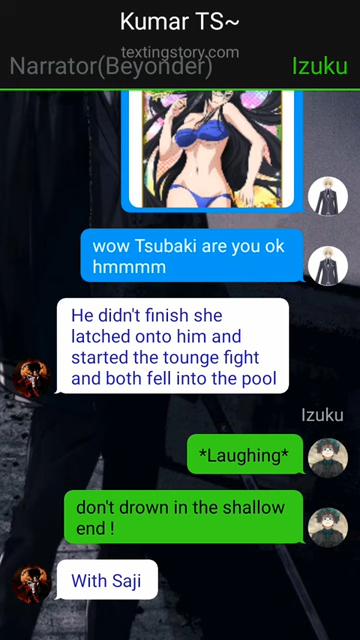 Kumar TS~
textingstory.com
Narrator(Beyonder)
Izuku
wow Tsubaki are you ok
hmmmm
He didn't finish she
latched onto him and
started the tounge fight
and both fell into the pool
Izuku
*Laughing*
don't drown in the shallow
end !
With Saji